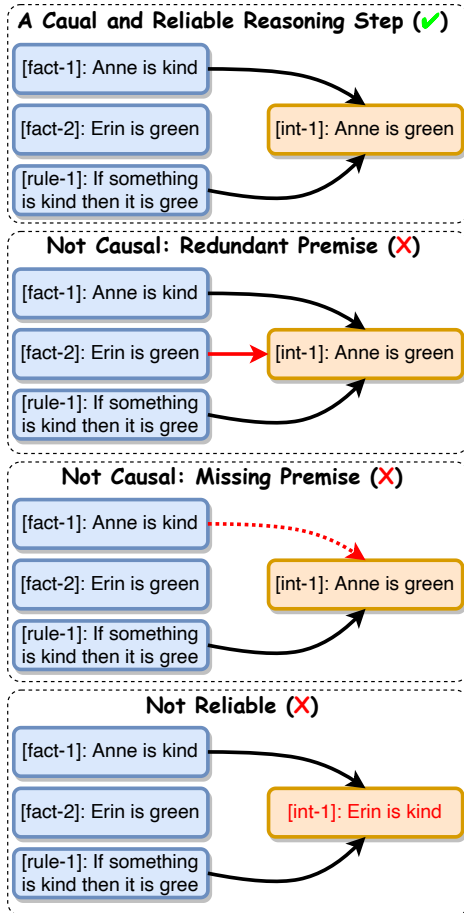 A Caual and Reliable Reasoning Step (✔)
[fact-1]: Anne is kind
[fact-2]: Erin is green
[int-1]: Anne is green
[rule-1]: If something
is kind then it is gree
Not Causal: Redundant Premise (X)
[fact-1]: Anne is kind
[fact-2]: Erin is green
[int-1]: Anne is green
[rule-1]: If something
is kind then it is gree
Not Causal: Missing Premise (X)
[fact-1]: Anne is kind
[fact-2]: Erin is green
[int-1]: Anne is green
[rule-1]: If something
is kind then it is gree
Not Reliable (X)
[fact-1]: Anne is kind
[fact-2]: Erin is green
[int-1]: Erin is kind
[rule-1]: If something
is kind then it is gree